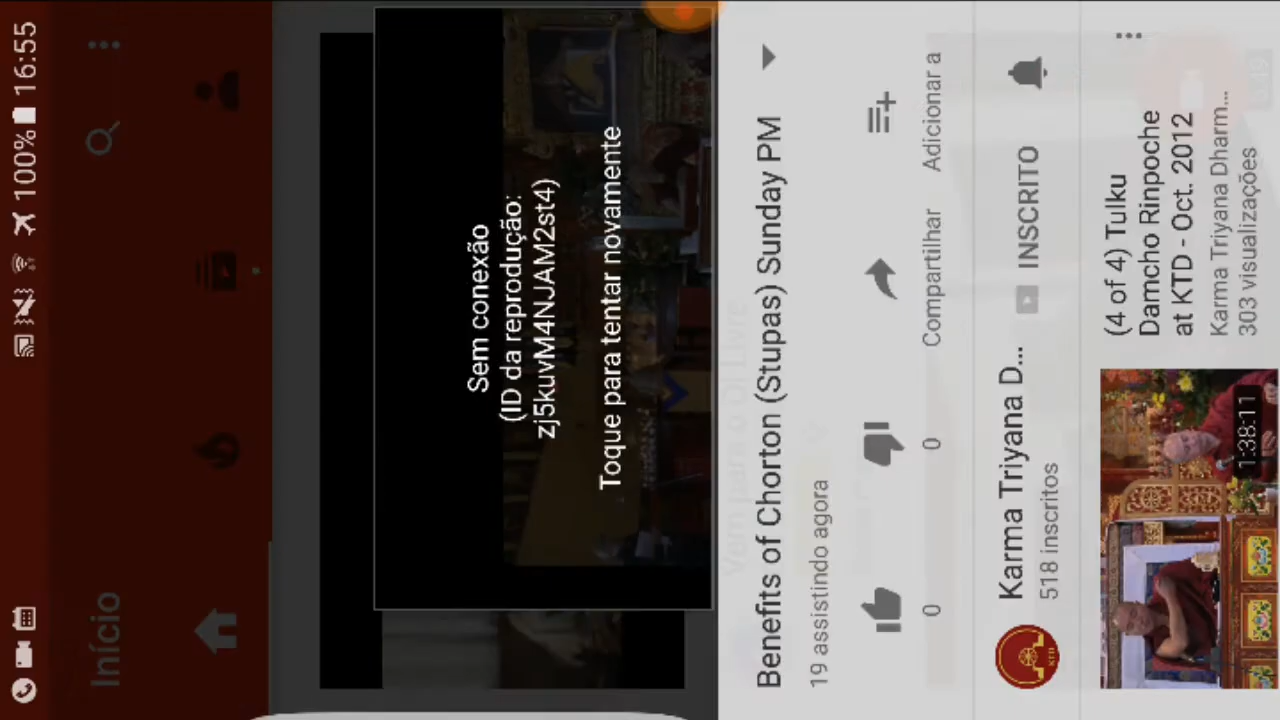 100% 16:55
Início
Sem conexão
(ID da reprodução:
zj5kuvM4NJAM2st4)
Toque para tentar novamente
Benefits of Chorton (Stupas) Sunday PM
19 assistindo agora
0
0
Compartilhar
Adicionar a
Karma Triyana D...
518 inscritos
INSCRITO
1:38:11
(4 of 4) Tulku
Damcho Rinpoche
at KTD - Oct. 2012
Karma Triyana Dharm...
303 visualizações